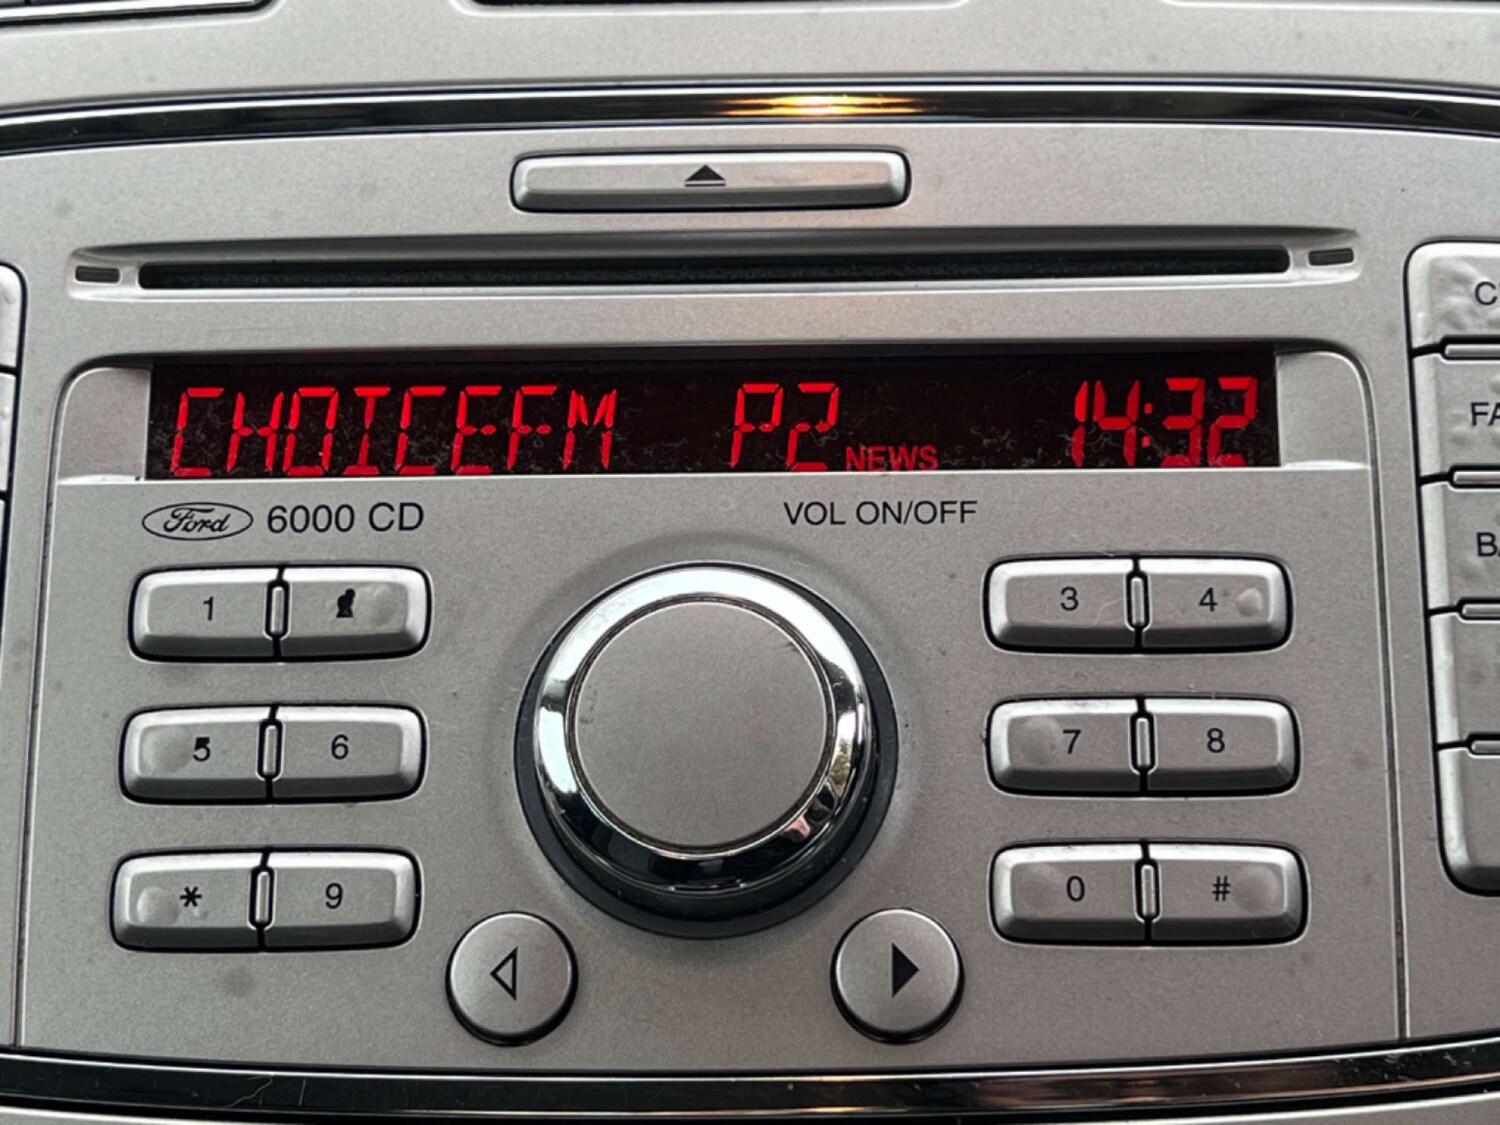 CHOICEFM P2 NEWS 14:32
Ford 6000 CD VOL ON/OFF
1 3 4
5 6 7 8
* 9 0 #